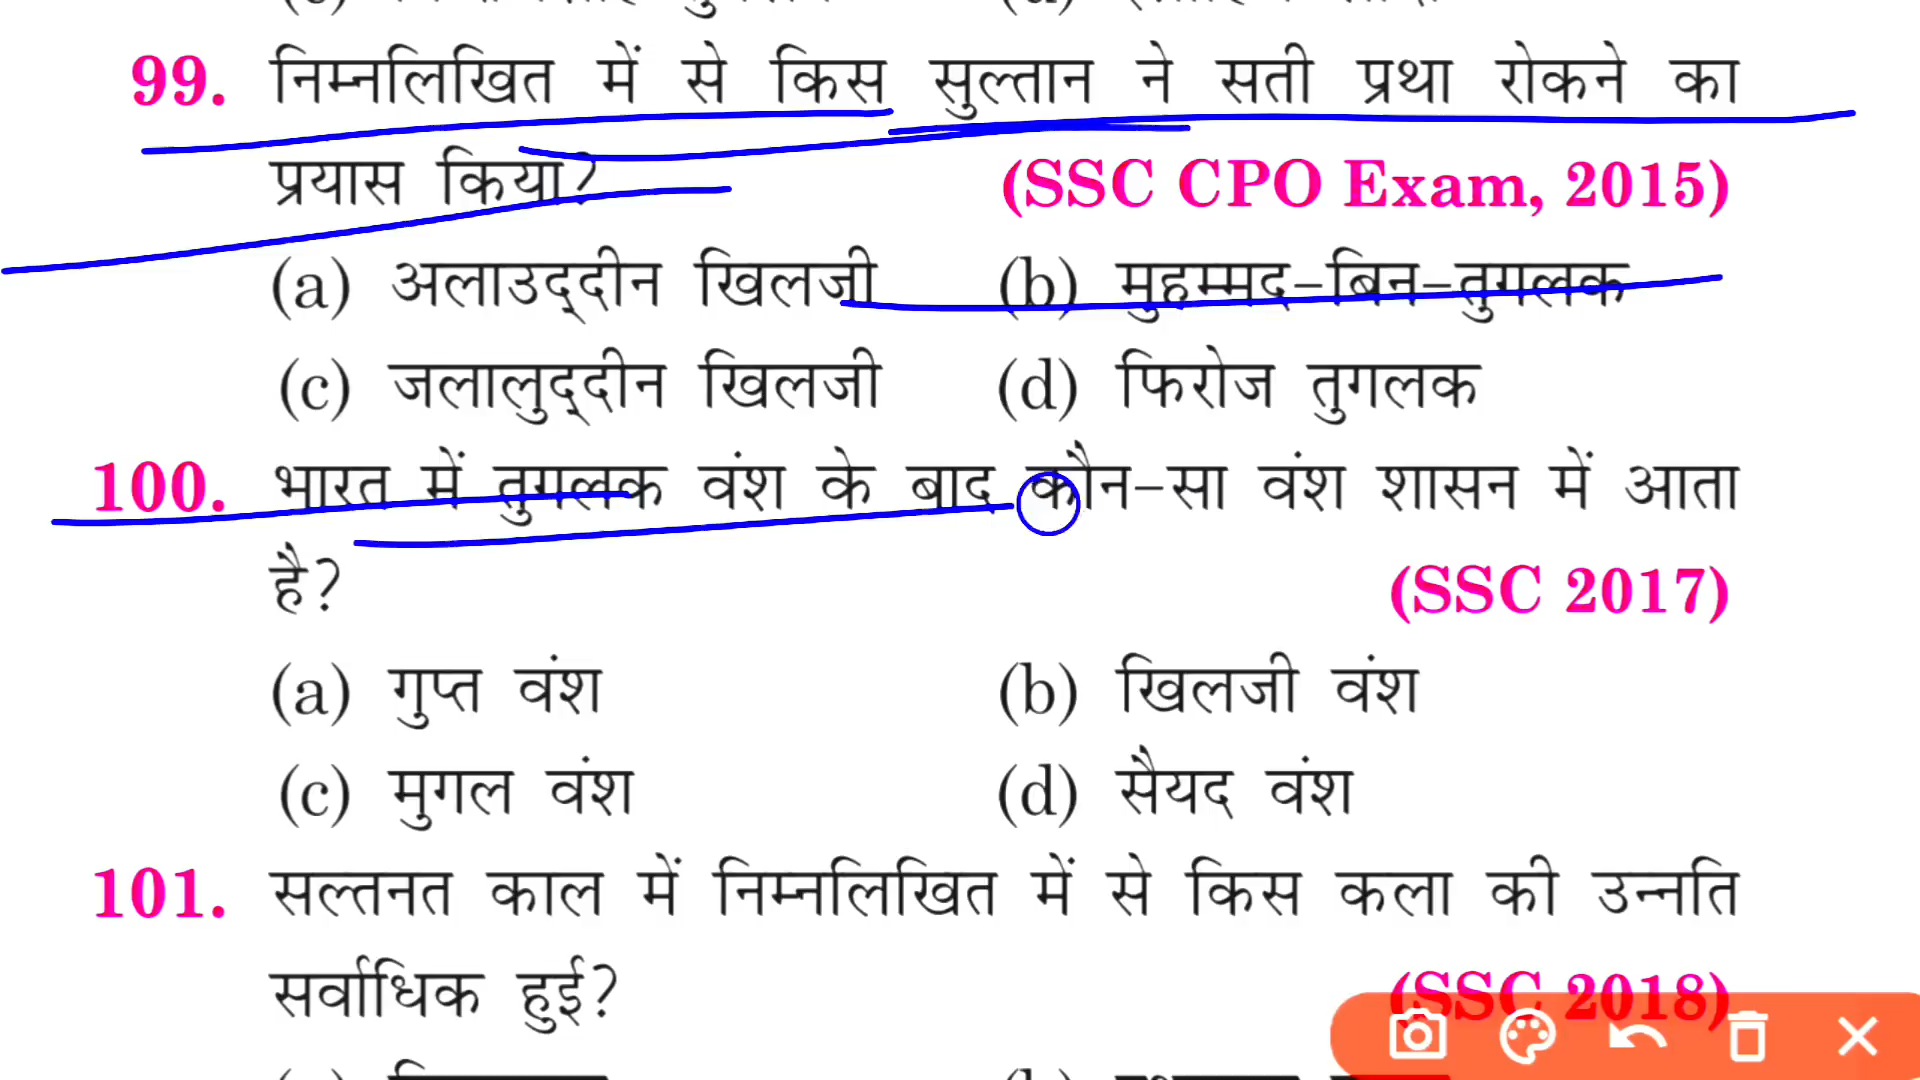 99. निम्नलिखित में से किस सुल्तान ने सती प्रथा रोकने का
प्रयास किया? (SSC CPO Exam, 2015)
(a) अलाउद्दीन खिलजी (b) मुहम्मद-बिन-तुगलक
(c) जलालुद्दीन खिलजी (d) फिरोज तुगलक
100. भारत में तुगलक वंश के बाद कौन-सा वंश शासन में आता
है? (SSC 2017)
(a) गुप्त वंश (b) खिलजी वंश
(c) मुगल वंश (d) सैयद वंश
101. सल्तनत काल में निम्नलिखित में से किस कला की उन्नति
सर्वाधिक हुई? (SSC 2018)